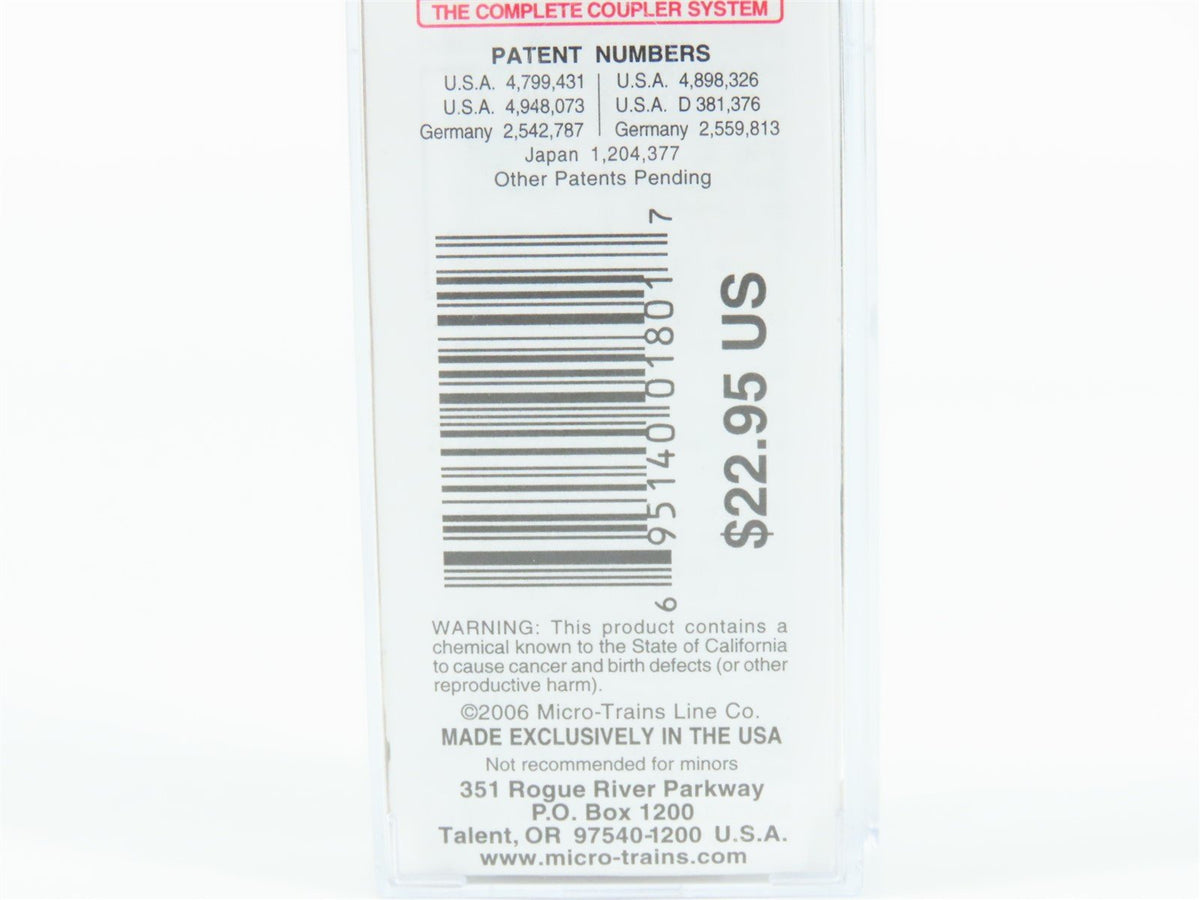 THE COMPLETE COUPLER SYSTEM
PATENT NUMBERS
U.S.A. 4,799,431 U.S.A. 4,898,326
U.S.A. 4,948,073 U.S.A. D 381,376
Germany 2,542,787 Germany 2,559,813
Japan 1,204,377
Other Patents Pending
6 95140 01801 7
$22.95 US
WARNING: This product contains a
chemical known to the State of California
to cause cancer and birth defects (or other
reproductive harm).
©2006 Micro-Trains Line Co.
MADE EXCLUSIVELY IN THE USA
Not recommended for minors
351 Rogue River Parkway
P.O. Box 1200
Talent, OR 97540-1200 U.S.A.
www.micro-trains.com